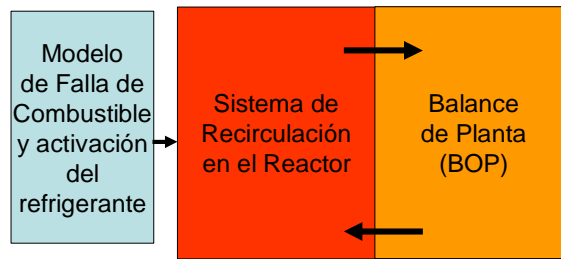 Modelo
de Falla de
Combustible
y activación
del
refrigerante
Sistema de
Recirculación
en el Reactor
Balance
de Planta
(BOP)